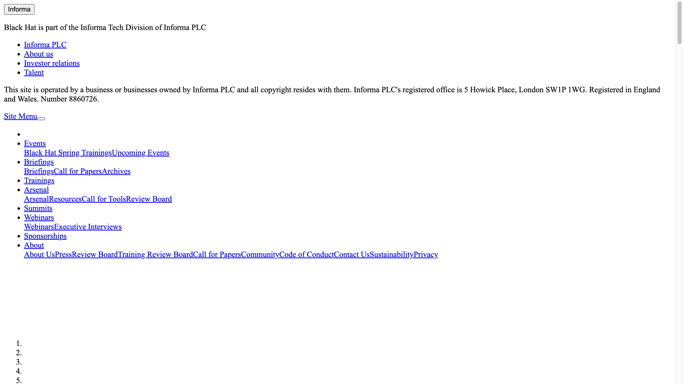 Informa
Black Hat is part of the Informa Tech Division of Informa PLC
Informa PLC
About us
Investor relations
Talent
This site is operated by a business or businesses owned by Informa PLC and all copyright resides with them. Informa PLC's registered office is 5 Howick Place, London SW1P 1WG. Registered in England
and Wales. Number 8860726.
Site Menu
Events
Black Hat Spring TrainingsUpcoming Events
Briefings
BriefingsCall for PapersArchives
Trainings
Arsenal
ArsenalResourcesCall for ToolsReview Board
Summits
Webinars
WebinarsExecutive Interviews
Sponsorships
About
About UsPressReview BoardTraining Review BoardCall for PapersCommunityCode of ConductContact UsSustainabilityPrivacy
1.
2.
3.
4.
5.